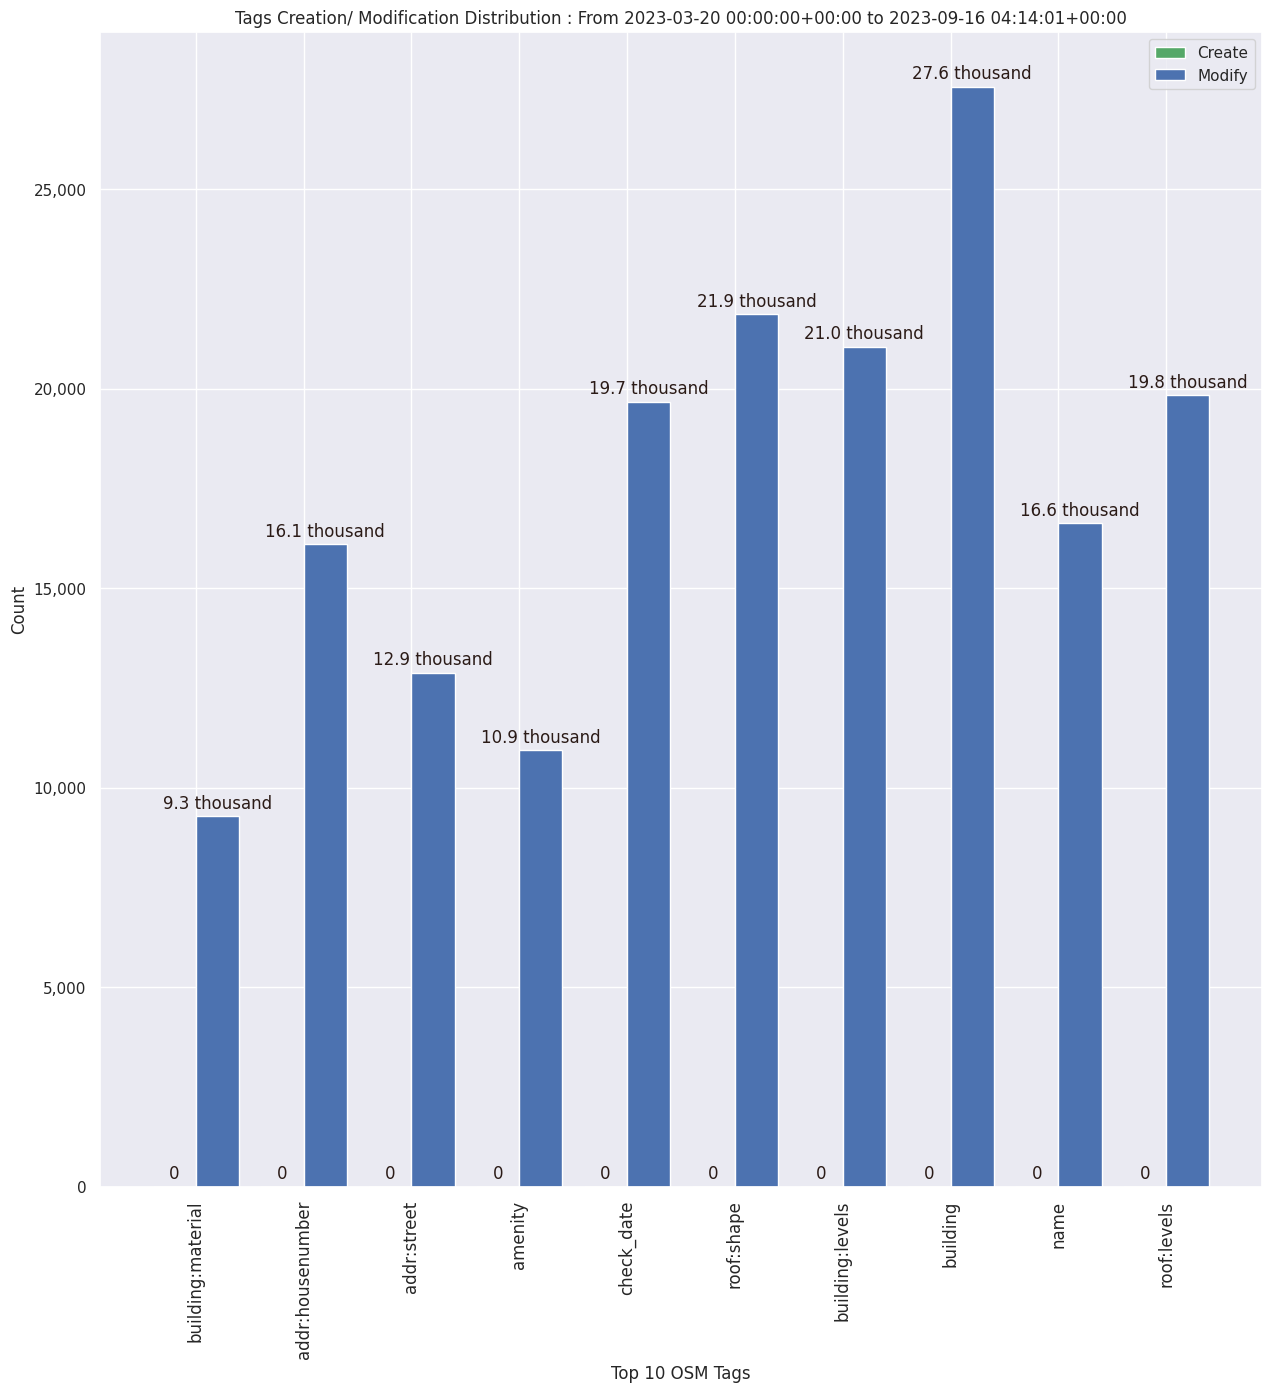 Tags Creation/ Modification Distribution : From 2023-03-20 00:00:00+00:00 to 2023-09-16 04:14:01+00:00
Create
Modify
27.6 thousand
25,000
21.9 thousand
21.0 thousand
20,000
19.7 thousand
19.8 thousand
16.1 thousand
16.6 thousand
15,000
12.9 thousand
10.9 thousand
10,000
9.3 thousand
5,000
0
0 0 0 0 0 0 0 0 0 0
Count
building:material
addr:housenumber
addr:street
amenity
check_date
roof:shape
building:levels
building
name
roof:levels
Top 10 OSM Tags